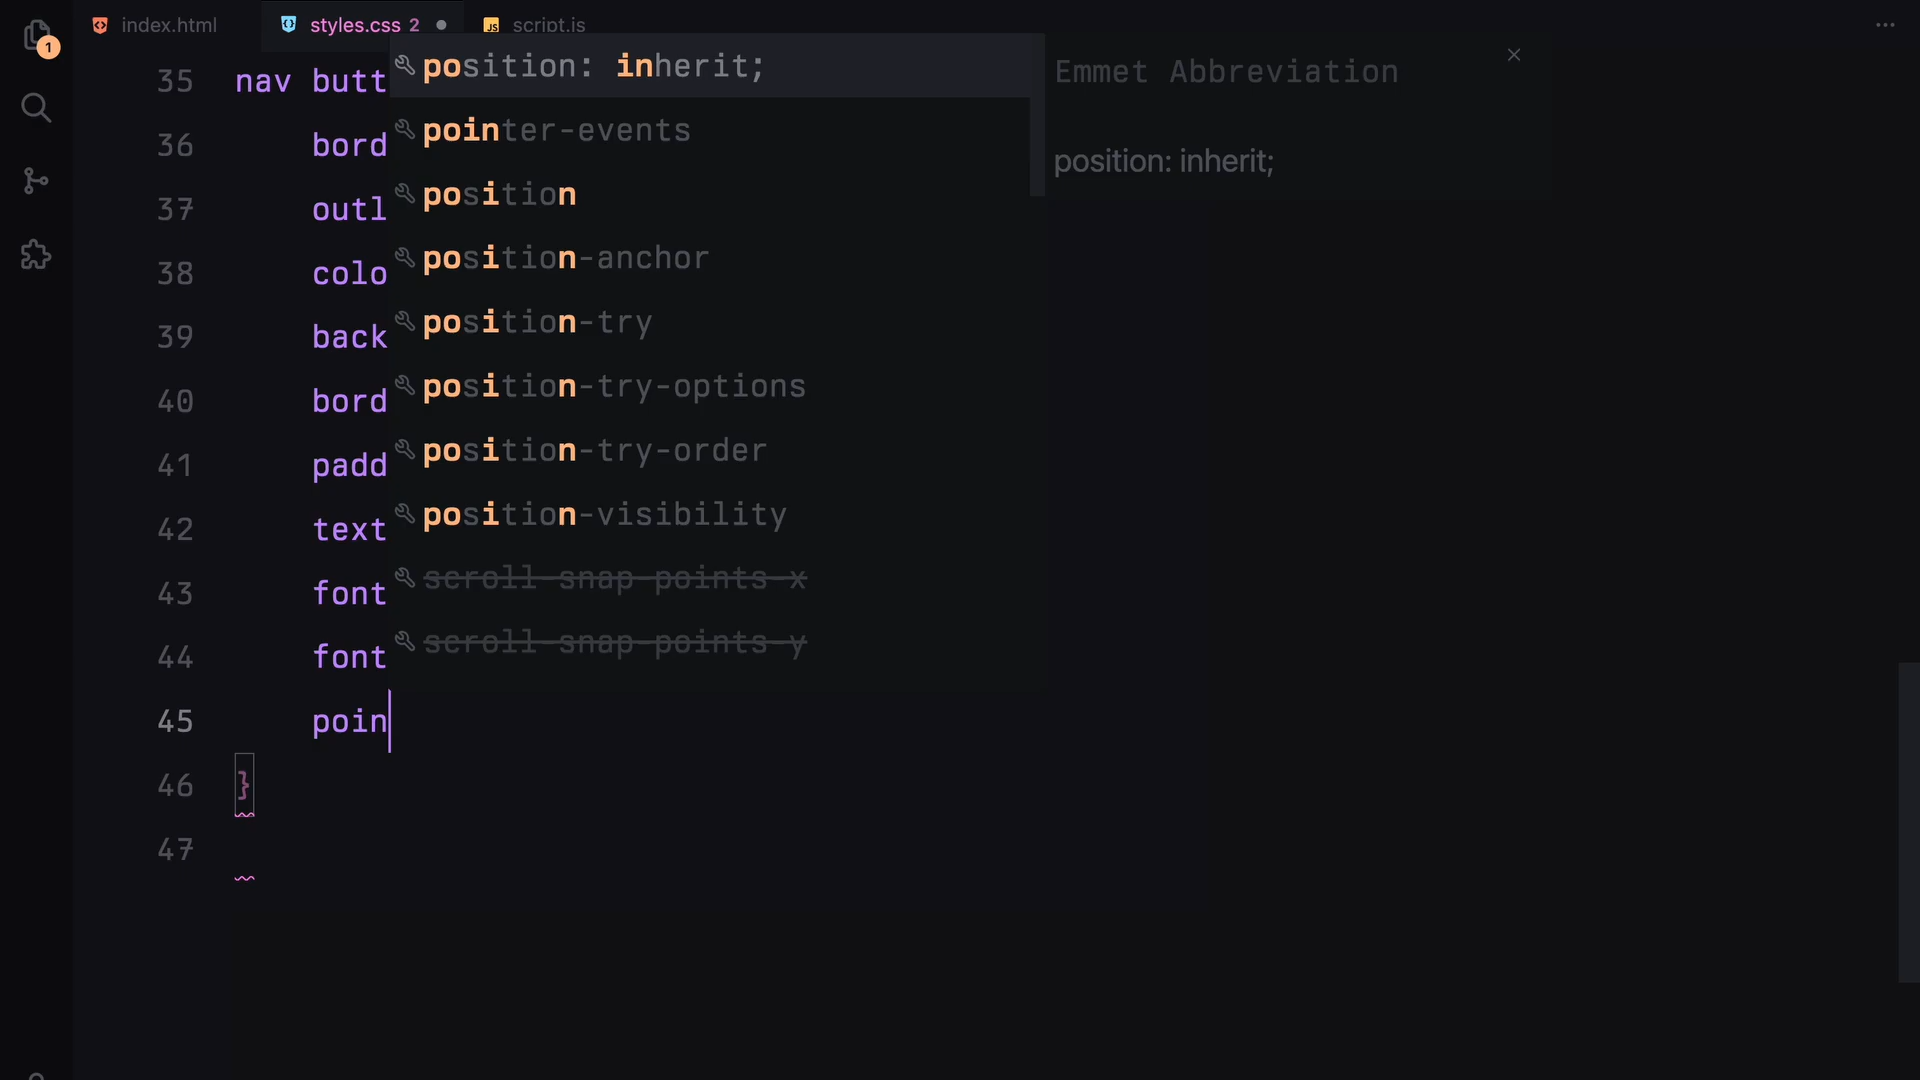 index.html
styles.css 2
script.js
1
35 nav butt
36 bord
37 outl
38 colo
39 back
40 bord
41 padd
42 text
43 font
44 font
45 poin
46 }
47
position: inherit;
pointer-events
position
position-anchor
position-try
position-try-options
position-try-order
position-visibility
scroll-snap-points-x
scroll-snap-points-y
Emmet Abbreviation
position: inherit;